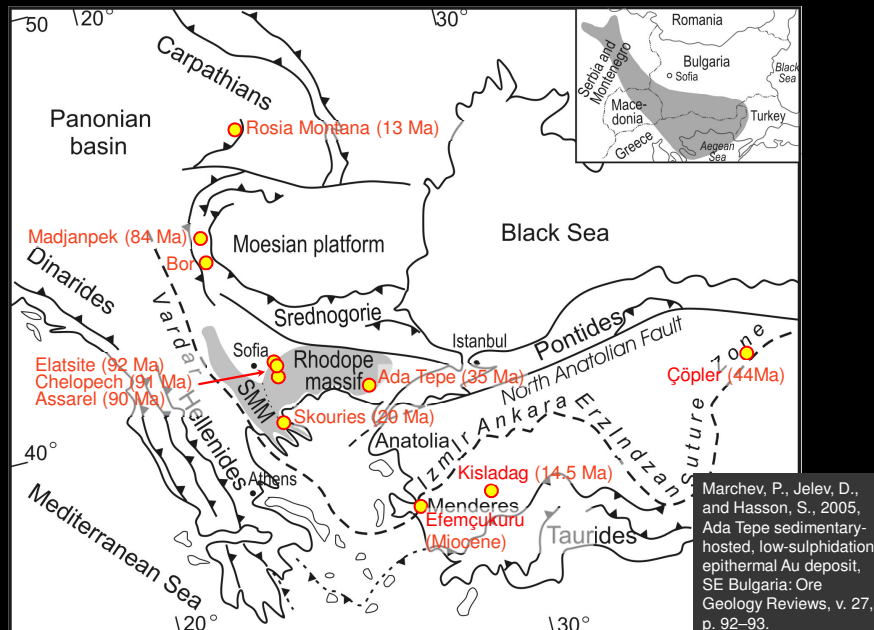 50
20°
30°
Romania
Serbia and
Montenegro
Bulgaria
Sofia
Black
Sea
Mace-
donia
Turkey
Greece
Aegean
Sea
Carpathians
Panonian
basin
Rosia Montana (13 Ma)
Madjanpek (84 Ma)
Moesian platform
Black Sea
Bor
Dinarides
Vardar
Srednogorie
Istanbul
Pontides
North Anatolian Fault
Sofia
Rhodope
massif
Elatsite (92 Ma)
Chelopech (91 Ma)
Assarel (90 Ma)
Ada Tepe (35 Ma)
Çöpler (44Ma)
SMM
Skouries (20 Ma)
Hellenides
Anatolia
IzmIr Ankara ErzIndzan
Suture zone
40°
Athens
Kisladag (14.5 Ma)
Menderes
Efemçukuru
(Miocene)
Taurides
Mediterranean Sea
20°
30°
Marchev, P., Jelev, D.,
and Hasson, S., 2005,
Ada Tepe sedimentary-
hosted, low-sulphidation
epithermal Au deposit,
SE Bulgaria: Ore
Geology Reviews, v. 27,
p. 92–93.